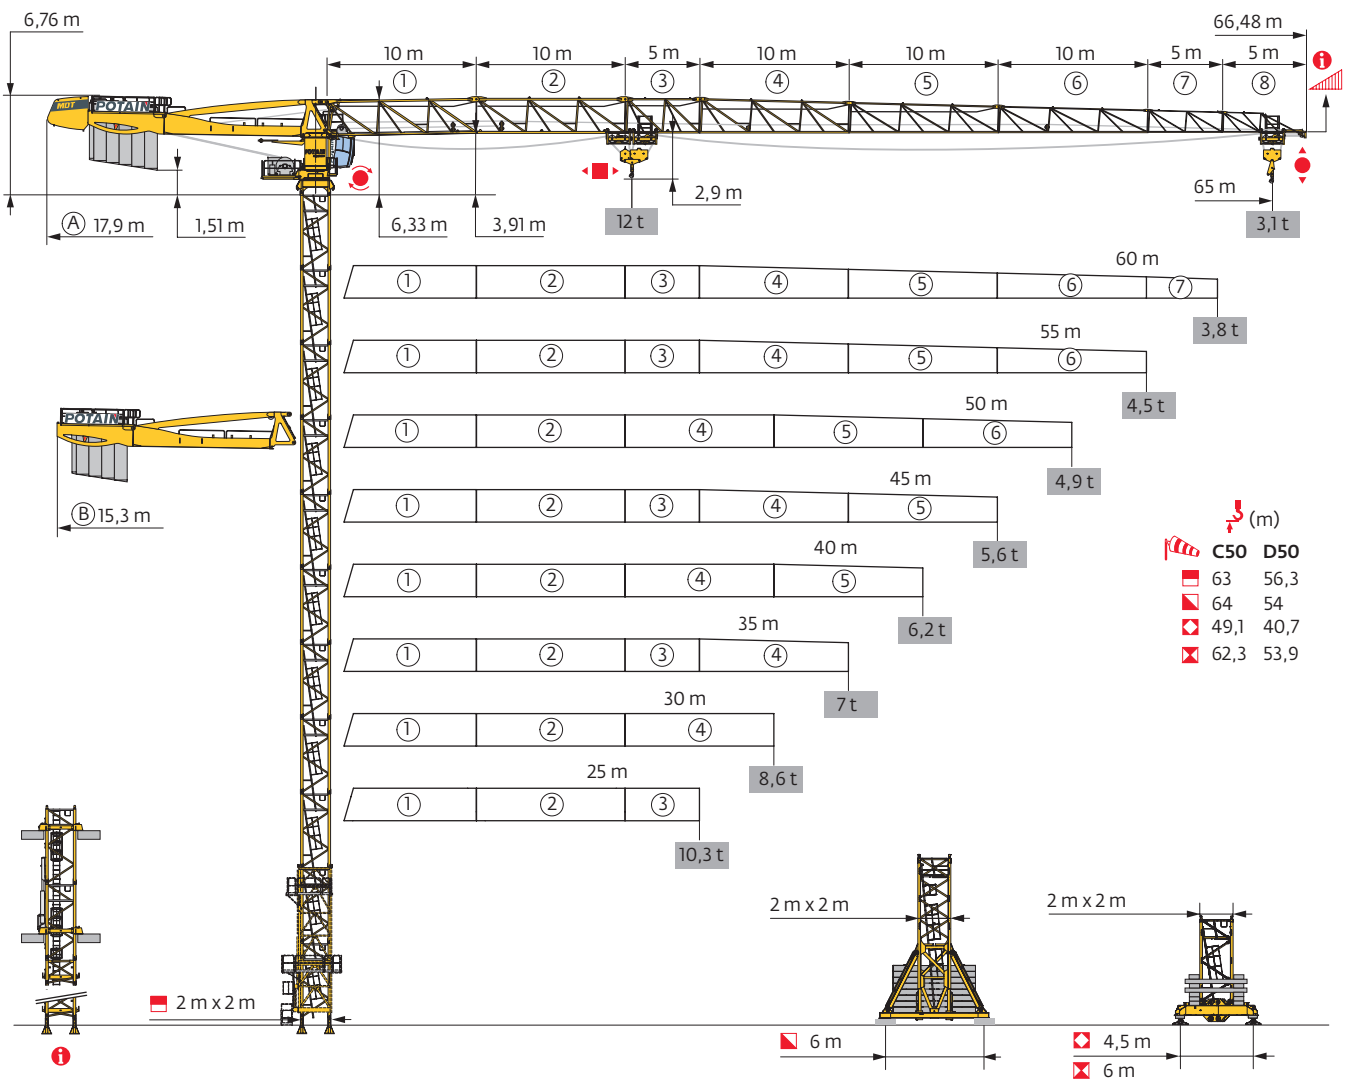 6,76 m
66,48 m
10 m 10 m 5 m 10 m 10 m 10 m 5 m 5 m
1 2 3 4 5 6 7 8
i
MDT POTAIN
POTAIN
2,9 m
65 m
A 17,9 m 1,51 m 6,33 m 3,91 m
12 t
3,1 t
60 m
1 2 3 4 5 6 7
3,8 t
55 m
1 2 3 4 5 6
4,5 t
50 m
1 2 4 5 6
4,9 t
POTAIN
B 15,3 m
45 m
1 2 3 4 5
5,6 t
40 m
1 2 4 5
6,2 t
(m)
C50 D50
63 56,3
64 54
49,1 40,7
62,3 53,9
35 m
1 2 3 4
7 t
30 m
1 2 4
8,6 t
25 m
1 2 3
10,3 t
2 m x 2 m
2 m x 2 m
2 m x 2 m
i
6 m
4,5 m
6 m